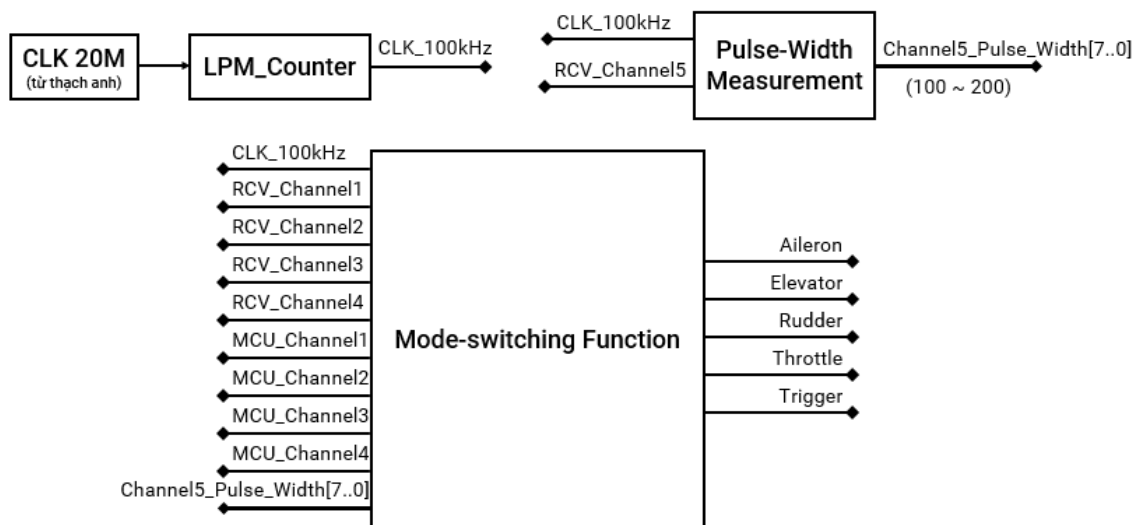 CLK 20M
(từ thạch anh)
LPM_Counter
CLK_100kHz
CLK_100kHz
RCV_Channel5
Pulse-Width
Measurement
Channel5_Pulse_Width[7..0]
(100 ~ 200)
CLK_100kHz
RCV_Channel1
RCV_Channel2
RCV_Channel3
RCV_Channel4
MCU_Channel1
MCU_Channel2
MCU_Channel3
MCU_Channel4
Channel5_Pulse_Width[7..0]
Mode-switching Function
Aileron
Elevator
Rudder
Throttle
Trigger